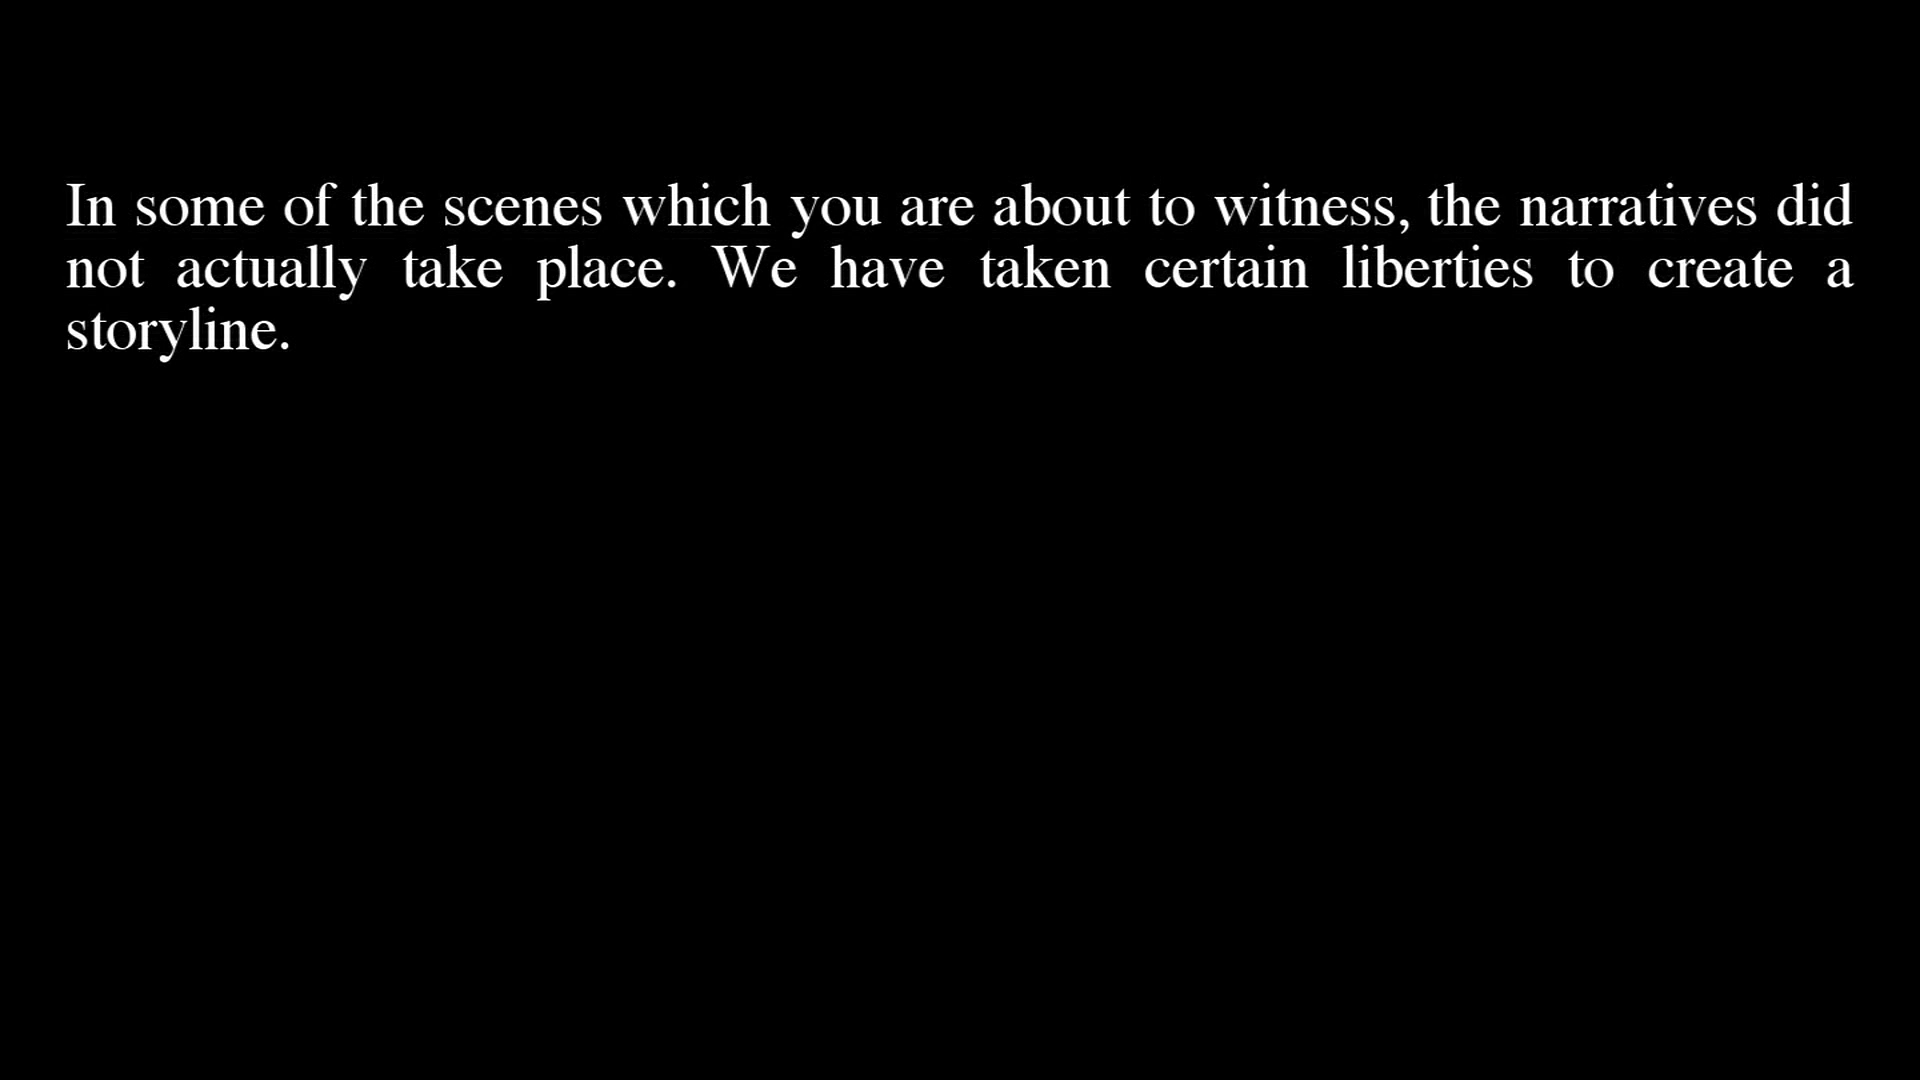 In some of the scenes which you are about to witness, the narratives did
not actually take place. We have taken certain liberties to create a
storyline.